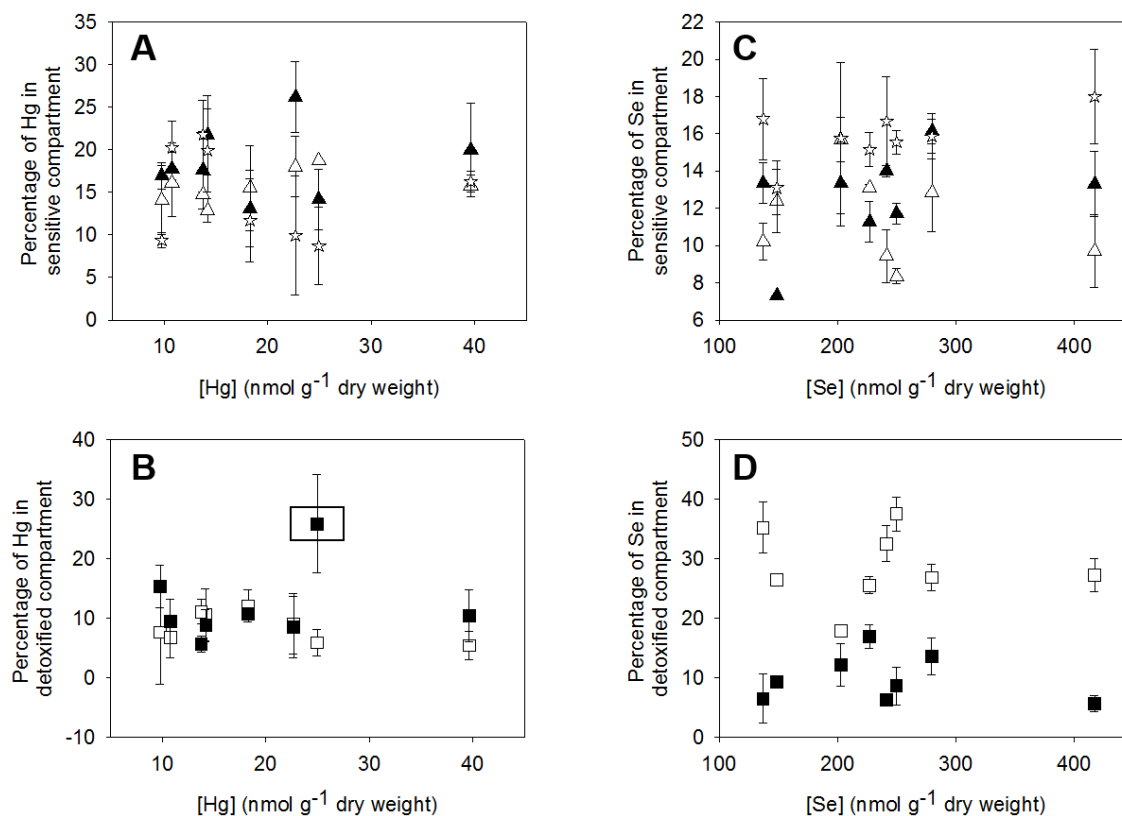 A
Percentage of Hg in
sensitive compartment
35
30
25
20
15
10
5
0
10
20
30
40
[Hg] (nmol g⁻¹ dry weight)
C
Percentage of Se in
sensitive compartment
22
20
18
16
14
12
10
8
6
100
200
300
400
[Se] (nmol g⁻¹ dry weight)
B
Percentage of Hg in
detoxified compartment
40
30
20
10
0
-10
10
20
30
40
[Hg] (nmol g⁻¹ dry weight)
D
Percentage of Se in
detoxified compartment
50
40
30
20
10
0
100
200
300
400
[Se] (nmol g⁻¹ dry weight)